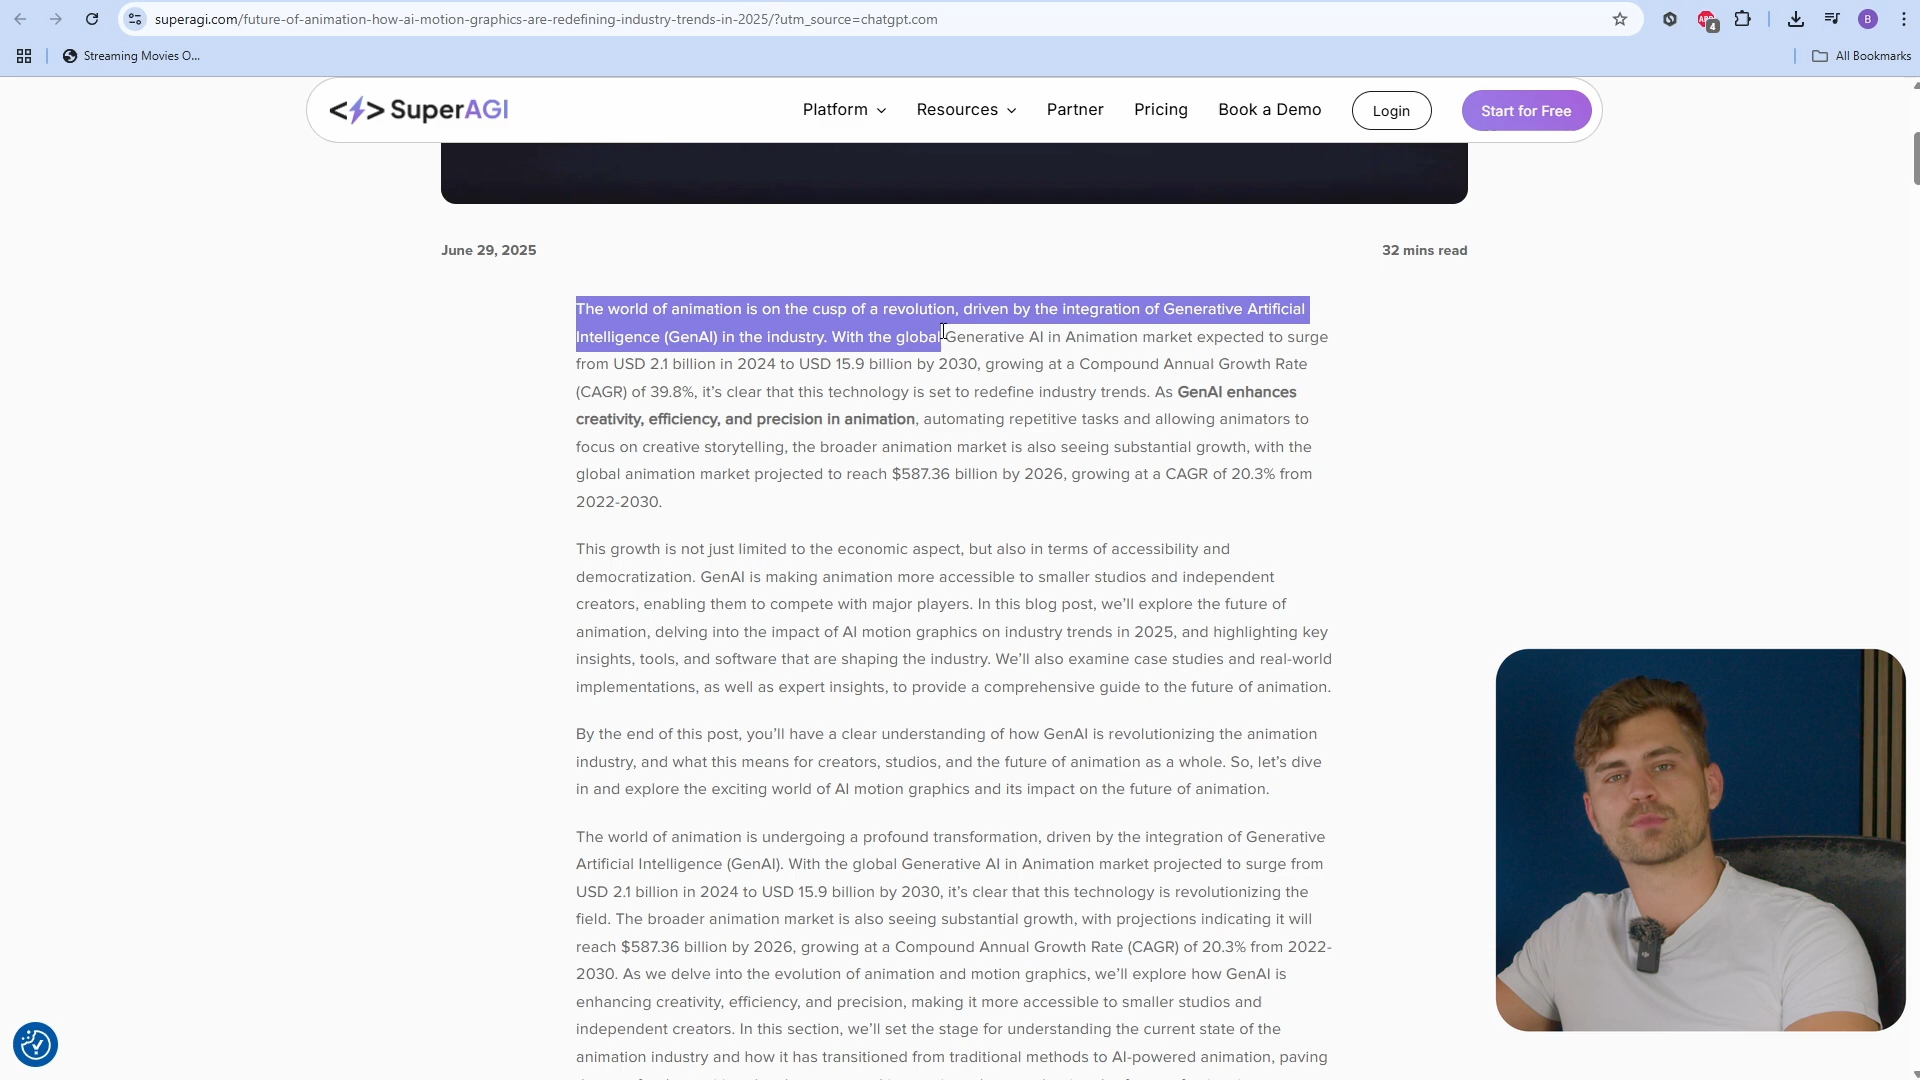 superagi.com/future-of-animation-how-ai-motion-graphics-are-redefining-industry-trends-in-2025/?utm_source=chatgpt.com
4
B
Streaming Movies O...
All Bookmarks
SuperAGI
Platform
Resources
Partner
Pricing
Book a Demo
Login
Start for Free
June 29, 2025
32 mins read
The world of animation is on the cusp of a revolution, driven by the integration of Generative Artificial
Intelligence (GenAI) in the industry. With the global Generative AI in Animation market expected to surge
from USD 2.1 billion in 2024 to USD 15.9 billion by 2030, growing at a Compound Annual Growth Rate
(CAGR) of 39.8%, it’s clear that this technology is set to redefine industry trends. As GenAI enhances
creativity, efficiency, and precision in animation, automating repetitive tasks and allowing animators to
focus on creative storytelling, the broader animation market is also seeing substantial growth, with the
global animation market projected to reach $587.36 billion by 2026, growing at a CAGR of 20.3% from
2022-2030.
This growth is not just limited to the economic aspect, but also in terms of accessibility and
democratization. GenAI is making animation more accessible to smaller studios and independent
creators, enabling them to compete with major players. In this blog post, we’ll explore the future of
animation, delving into the impact of AI motion graphics on industry trends in 2025, and highlighting key
insights, tools, and software that are shaping the industry. We’ll also examine case studies and real-world
implementations, as well as expert insights, to provide a comprehensive guide to the future of animation.
By the end of this post, you’ll have a clear understanding of how GenAI is revolutionizing the animation
industry, and what this means for creators, studios, and the future of animation as a whole. So, let’s dive
in and explore the exciting world of AI motion graphics and its impact on the future of animation.
The world of animation is undergoing a profound transformation, driven by the integration of Generative
Artificial Intelligence (GenAI). With the global Generative AI in Animation market projected to surge from
USD 2.1 billion in 2024 to USD 15.9 billion by 2030, it’s clear that this technology is revolutionizing the
field. The broader animation market is also seeing substantial growth, with projections indicating it will
reach $587.36 billion by 2026, growing at a Compound Annual Growth Rate (CAGR) of 20.3% from 2022-
2030. As we delve into the evolution of animation and motion graphics, we’ll explore how GenAI is
enhancing creativity, efficiency, and precision, making it more accessible to smaller studios and
independent creators. In this section, we’ll set the stage for understanding the current state of the
animation industry and how it has transitioned from traditional methods to AI-powered animation, paving